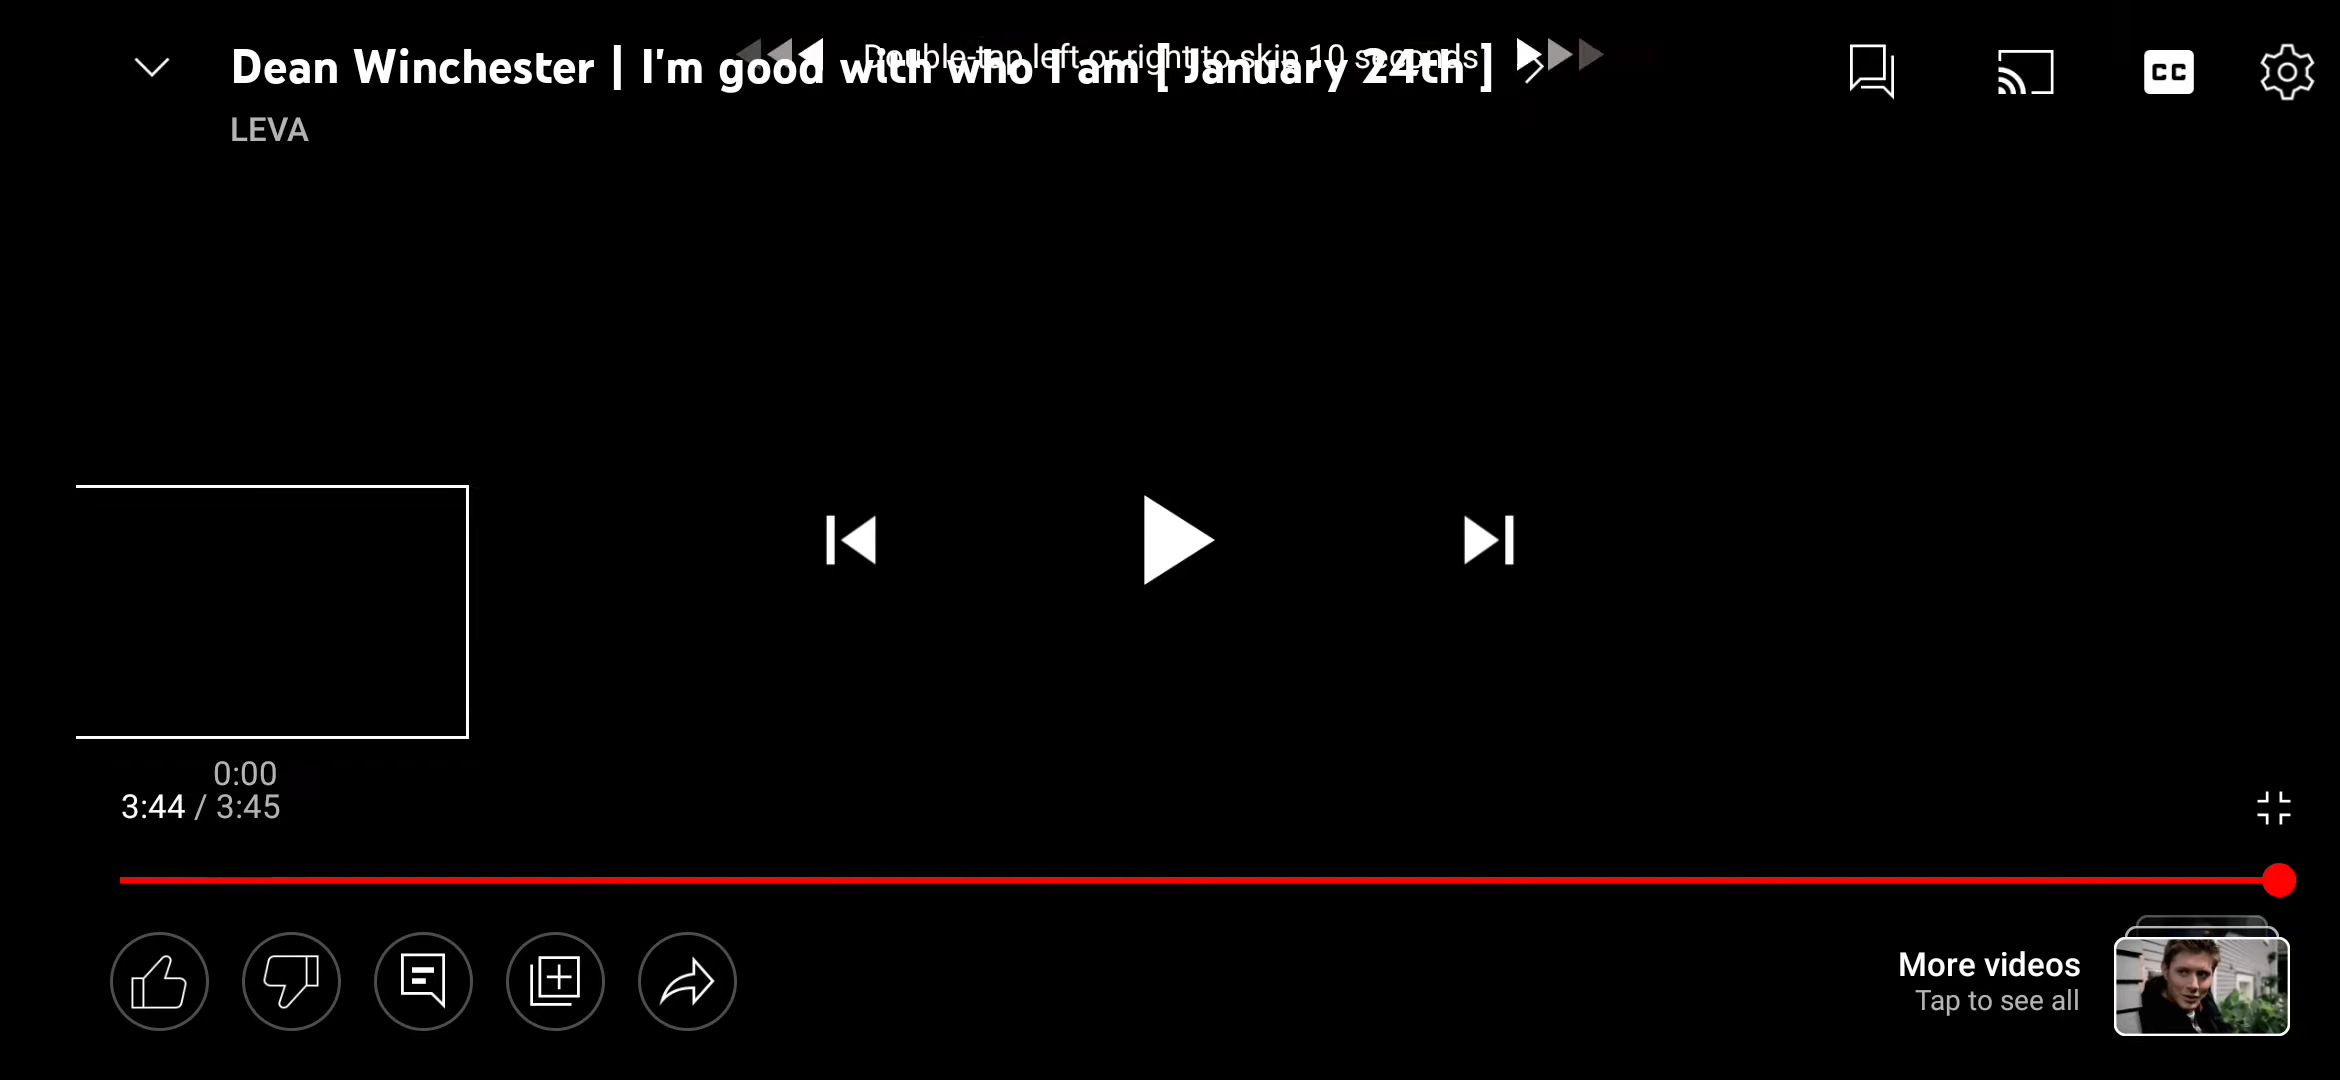 Dean Winchester | I'm good with who I am [ January 24th ]
Double-tap left or right to skip 10 seconds
LEVA
CC
0:00
3:44 / 3:45
More videos
Tap to see all